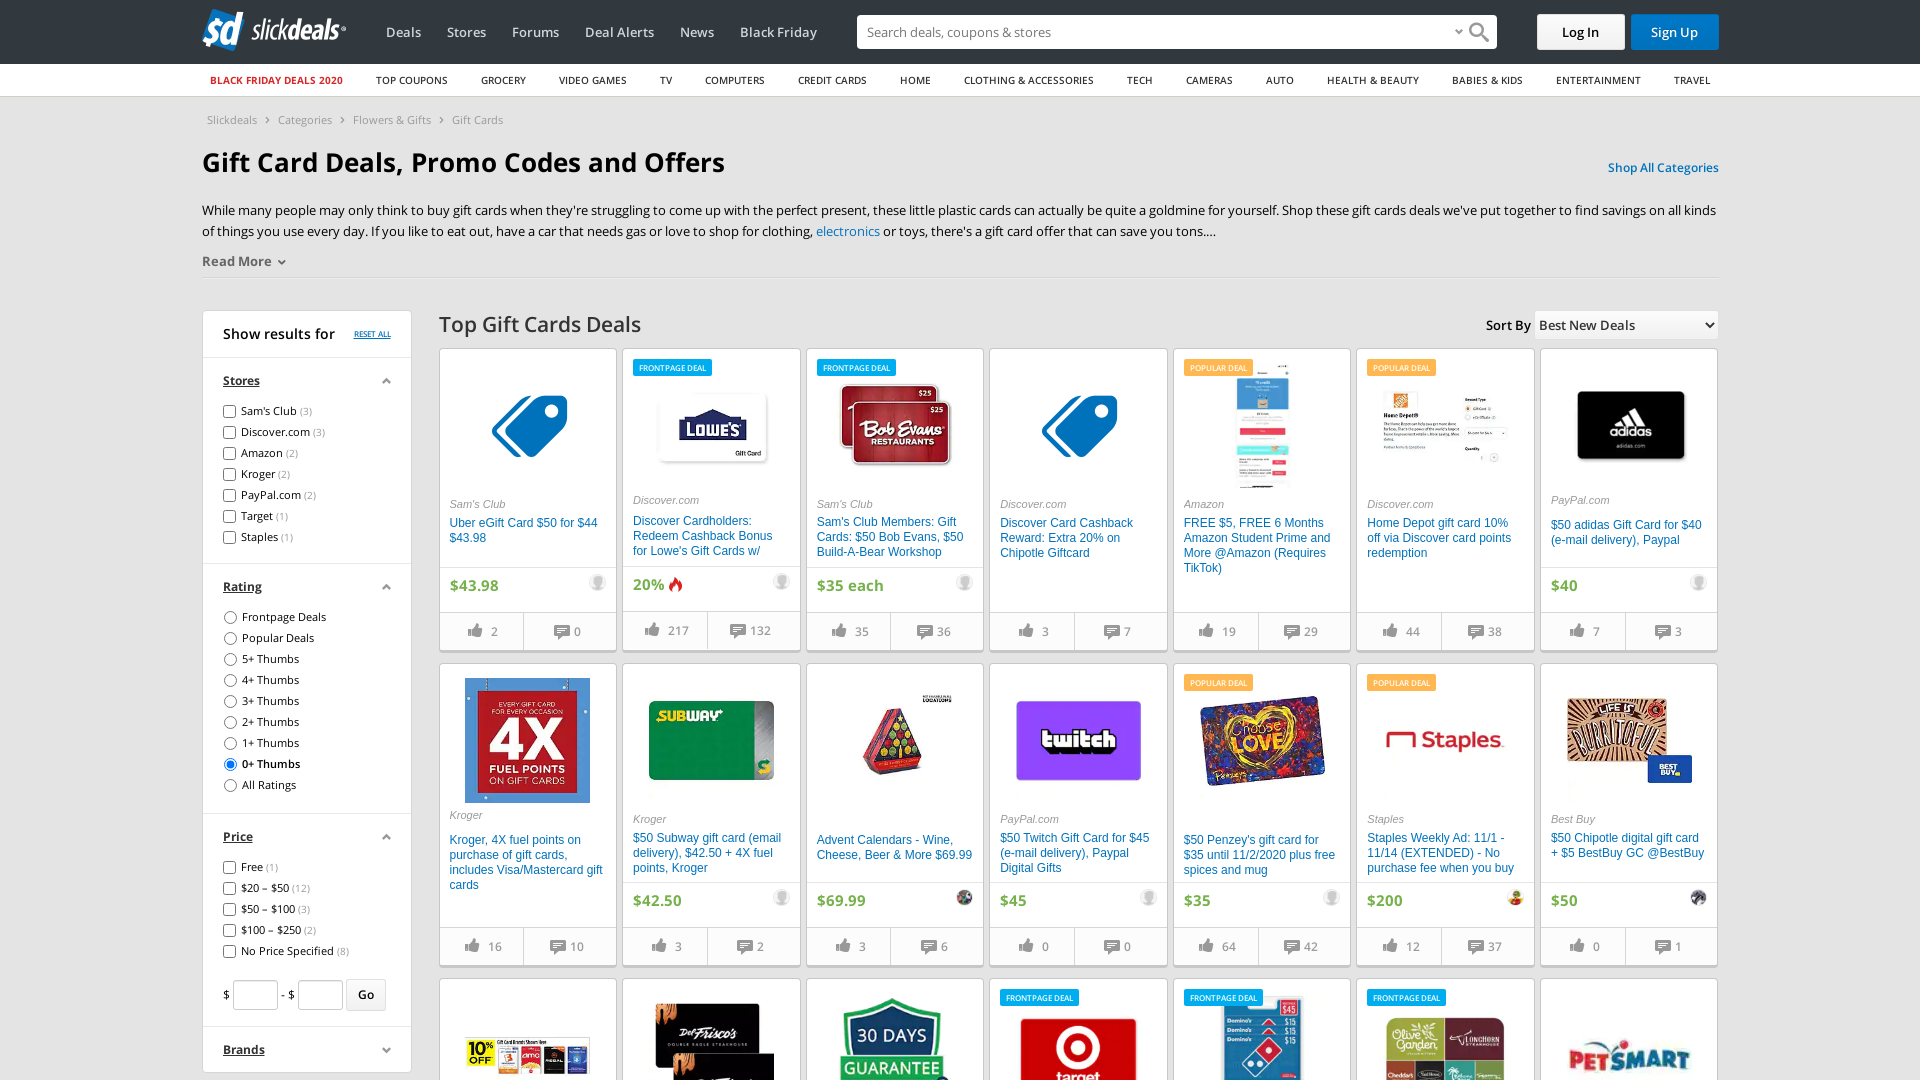 sd slickdeals
Deals
Stores
Forums
Deal Alerts
News
Black Friday
Search deals, coupons & stores
Log In
Sign Up
BLACK FRIDAY DEALS 2020
TOP COUPONS
GROCERY
VIDEO GAMES
TV
COMPUTERS
CREDIT CARDS
HOME
CLOTHING & ACCESSORIES
TECH
CAMERAS
AUTO
HEALTH & BEAUTY
BABIES & KIDS
ENTERTAINMENT
TRAVEL
Slickdeals › Categories › Flowers & Gifts › Gift Cards
Gift Card Deals, Promo Codes and Offers
Shop All Categories
While many people may only think to buy gift cards when they're struggling to come up with the perfect present, these little plastic cards can actually be quite a goldmine for yourself. Shop these gift cards deals we've put together to find savings on all kinds
of things you use every day. If you like to eat out, have a car that needs gas or love to shop for clothing, electronics or toys, there's a gift card offer that can save you tons.…
Read More
Show results for
RESET ALL
Stores
Sam's Club (3)
Discover.com (3)
Amazon (2)
Kroger (2)
PayPal.com (2)
Target (1)
Staples (1)
Rating
Frontpage Deals
Popular Deals
5+ Thumbs
4+ Thumbs
3+ Thumbs
2+ Thumbs
1+ Thumbs
0+ Thumbs
All Ratings
Price
Free (1)
$20 – $50 (12)
$50 – $100 (3)
$100 – $250 (2)
No Price Specified (8)
$ - $ Go
Brands
Top Gift Cards Deals
Sort By Best New Deals
Sam's Club
Uber eGift Card $50 for $44
$43.98
$43.98
2
0
FRONTPAGE DEAL
LOWE'S
Gift Card
Discover.com
Discover Cardholders:
Redeem Cashback Bonus
for Lowe's Gift Cards w/
20%
217
132
FRONTPAGE DEAL
$25
$25
Bob Evans
RESTAURANTS
Sam's Club
Sam's Club Members: Gift
Cards: $50 Bob Evans, $50
Build-A-Bear Workshop
$35 each
35
36
Discover.com
Discover Card Cashback
Reward: Extra 20% on
Chipotle Giftcard
3
7
POPULAR DEAL
Amazon
FREE $5, FREE 6 Months
Amazon Student Prime and
More @Amazon (Requires
TikTok)
19
29
POPULAR DEAL
Home Depot®
Discover.com
Home Depot gift card 10%
off via Discover card points
redemption
44
38
adidas
adidas.com
PayPal.com
$50 adidas Gift Card for $40
(e-mail delivery), Paypal
$40
7
3
EVERY GIFT CARD
FOR EVERY OCCASION
4X
FUEL POINTS
ON GIFT CARDS
Kroger
Kroger, 4X fuel points on
purchase of gift cards,
includes Visa/Mastercard gift
cards
16
10
SUBWAY
Kroger
$50 Subway gift card (email
delivery), $42.50 + 4X fuel
points, Kroger
$42.50
3
2
LOCATIONS
Advent Calendars - Wine,
Cheese, Beer & More $69.99
$69.99
3
6
twitch
PayPal.com
$50 Twitch Gift Card for $45
(e-mail delivery), Paypal
Digital Gifts
$45
0
0
POPULAR DEAL
Choose
LOVE
Penzeys
$50 Penzey's gift card for
$35 until 11/2/2020 plus free
spices and mug
$35
64
42
POPULAR DEAL
Staples
Staples
Staples Weekly Ad: 11/1 -
11/14 (EXTENDED) - No
purchase fee when you buy
$200
12
37
LIFE IS
BURRITOFUL
BEST
BUY
Best Buy
$50 Chipotle digital gift card
+ $5 BestBuy GC @BestBuy
$50
0
1
10%
OFF
Gift Card Brands Shown Here
Del Frisco's
DOUBLE EAGLE STEAKHOUSE
30 DAYS
GUARANTEE
FRONTPAGE DEAL
target
FRONTPAGE DEAL
$45
Domino's
$15
$15
$15
FRONTPAGE DEAL
Olive
Garden
LONGHORN
STEAKHOUSE
Cheddar's
PETSMART